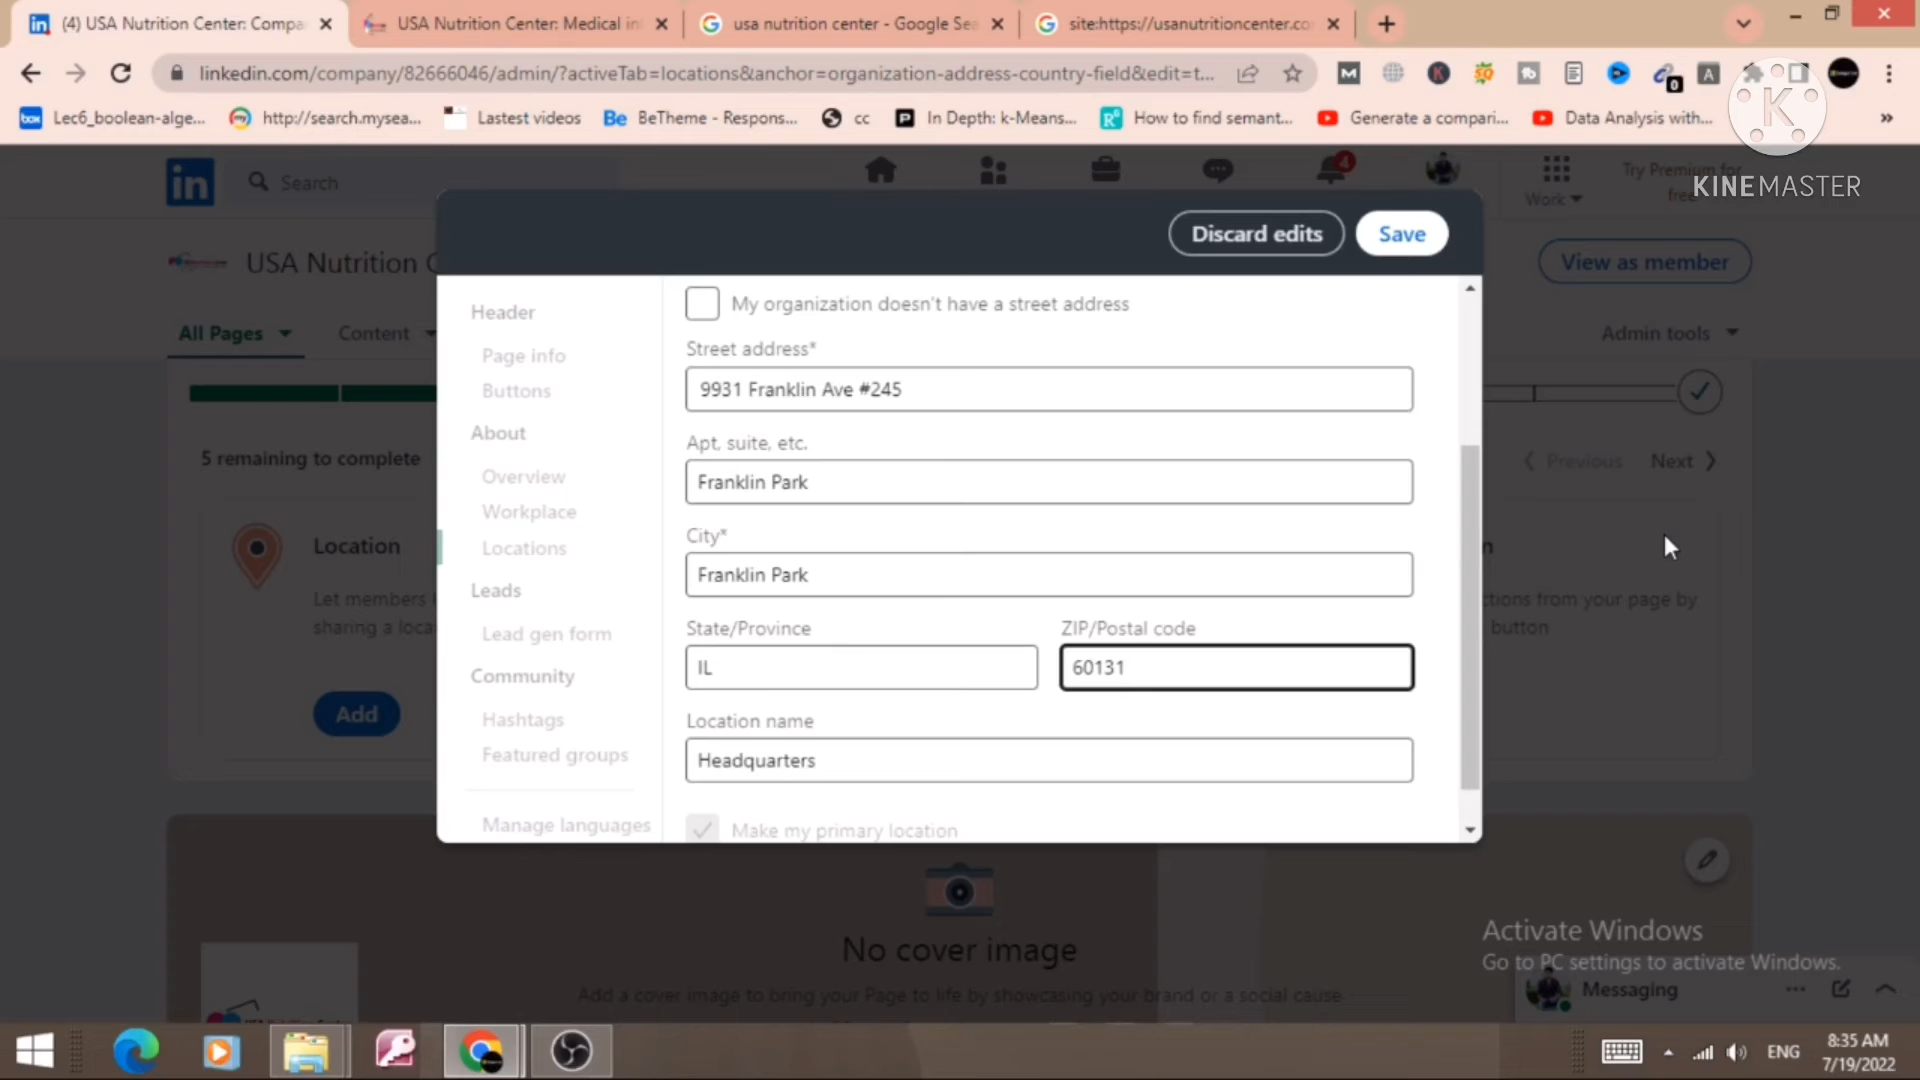 (4) USA Nutrition Center: Compa
USA Nutrition Center: Medical in
usa nutrition center - Google Sea
site:https://usanutritioncenter.co
linkedin.com/company/82666046/admin/?activeTab=locations&anchor=organization-address-country-field&edit=t...
Lec6_boolean-alge...
http://search.mysea...
Lastest videos
BeTheme - Respons...
cc
In Depth: k-Means...
How to find semant...
Generate a compari...
Data Analysis with...
»
in
Search
4
Work
Try Premium for
free
K
KINEMASTER
Discard edits
Save
USA Nutrition C
View as member
All Pages
Content
Admin tools
Header
Page info
Buttons
About
Overview
Workplace
Locations
Leads
Lead gen form
Community
Hashtags
Featured groups
Manage languages
My organization doesn't have a street address
Street address*
9931 Franklin Ave #245
Apt, suite, etc.
Franklin Park
City*
Franklin Park
State/Province
ZIP/Postal code
IL
60131
Location name
Headquarters
Make my primary location
5 remaining to complete
Previous
Next
Location
Let members
sharing a loca
Add
n
ctions from your page by
button
No cover image
Add a cover image to bring your Page to life by showcasing your brand or a social cause
Activate Windows
Go to PC settings to activate Windows.
Messaging
ENG
8:35 AM
7/19/2022